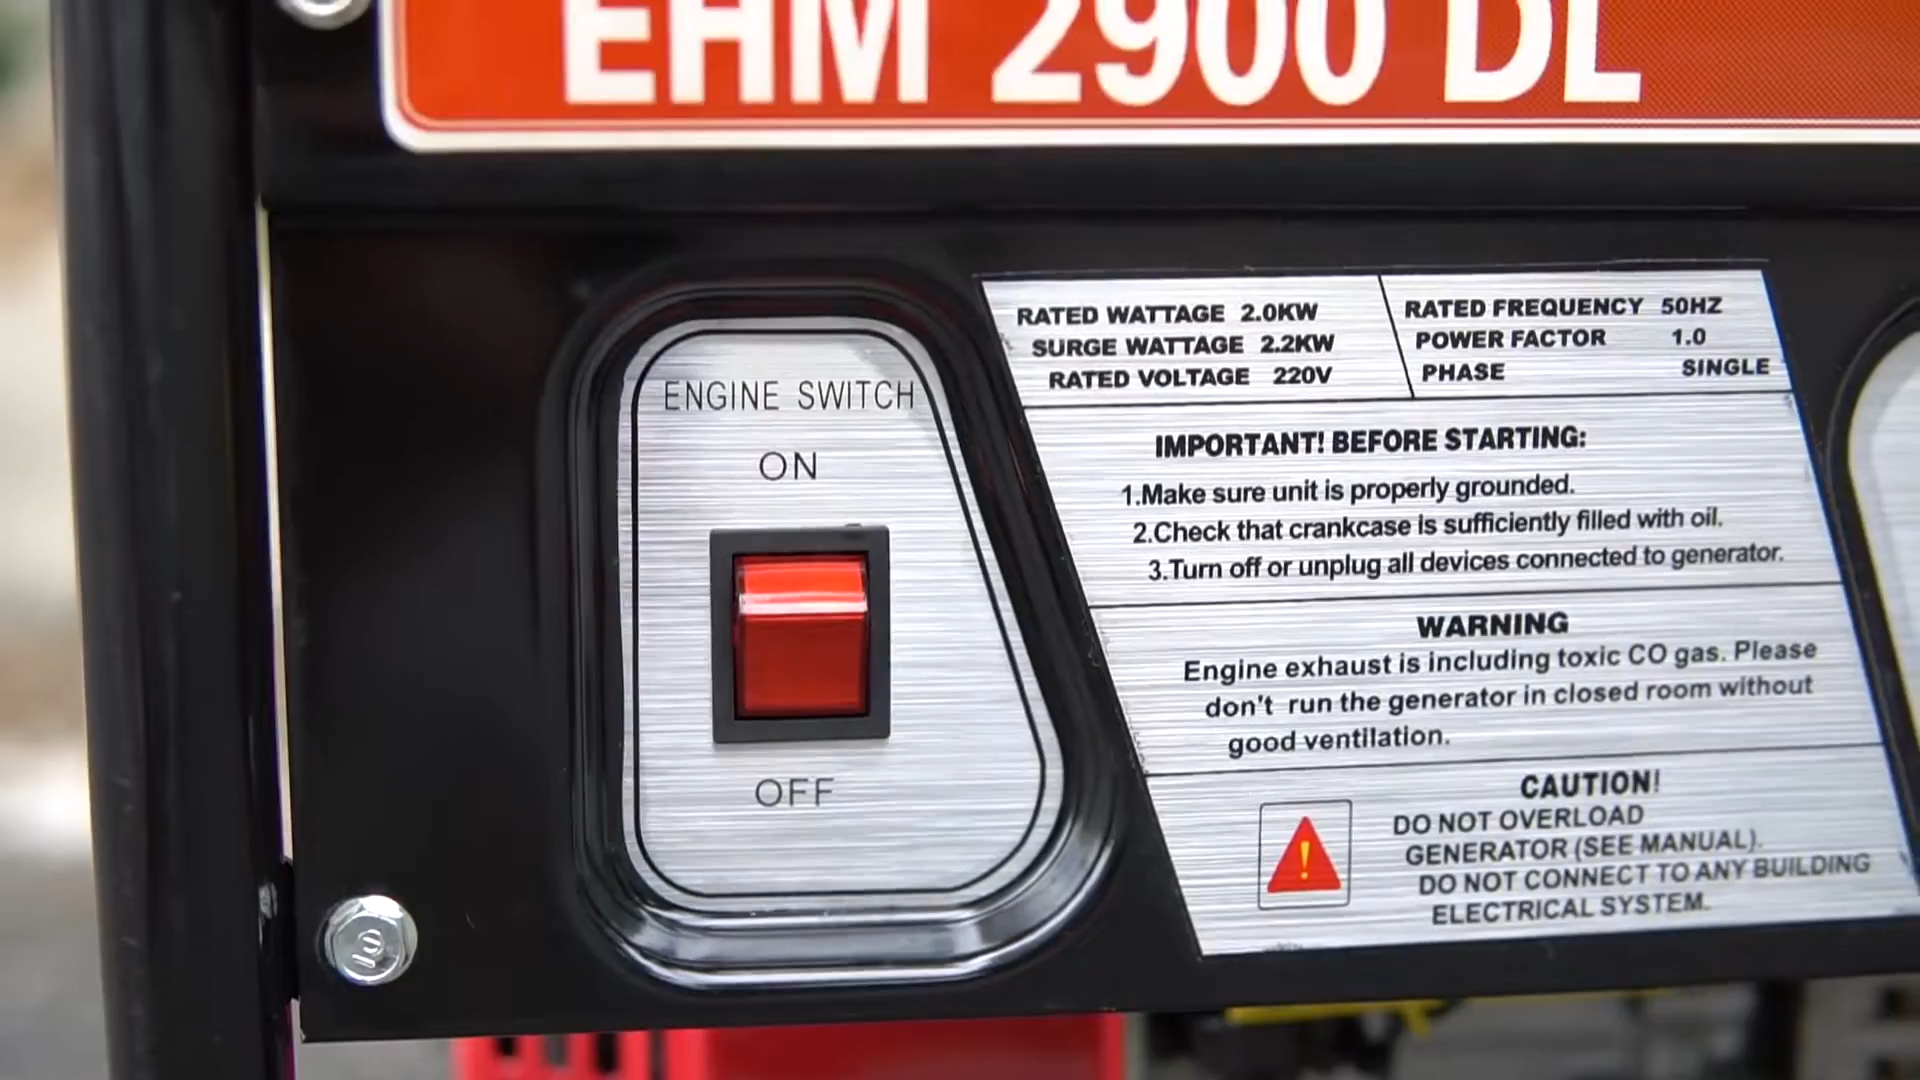 EHM 2900 DL
ENGINE SWITCH
ON
OFF
RATED WATTAGE 2.0KW
SURGE WATTAGE 2.2KW
RATED VOLTAGE 220V
RATED FREQUENCY 50HZ
POWER FACTOR 1.0
PHASE SINGLE
IMPORTANT! BEFORE STARTING:
1.Make sure unit is properly grounded.
2.Check that crankcase is sufficiently filled with oil.
3.Turn off or unplug all devices connected to generator.
WARNING
Engine exhaust is including toxic CO gas. Please
don't run the generator in closed room without
good ventilation.
CAUTION!
DO NOT OVERLOAD
GENERATOR (SEE MANUAL).
DO NOT CONNECT TO ANY BUILDING
ELECTRICAL SYSTEM.